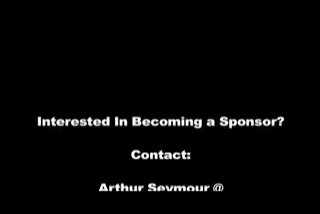 Interested In Becoming a Sponsor?
Contact:
Arthur Seymour @